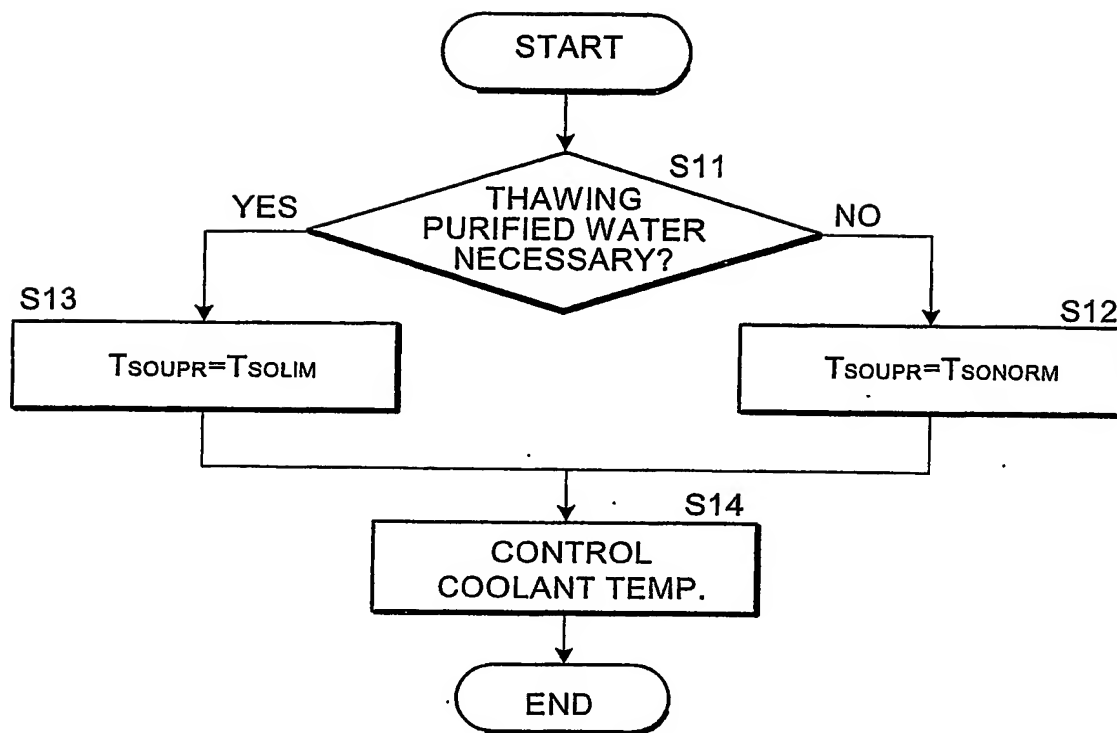 START
S11
THAWING
PURIFIED WATER
NECESSARY?
YES
NO
S13
TSOUPR=TSOLIM
S12
TSOUPR=TSONORM
S14
CONTROL
COOLANT TEMP.
END